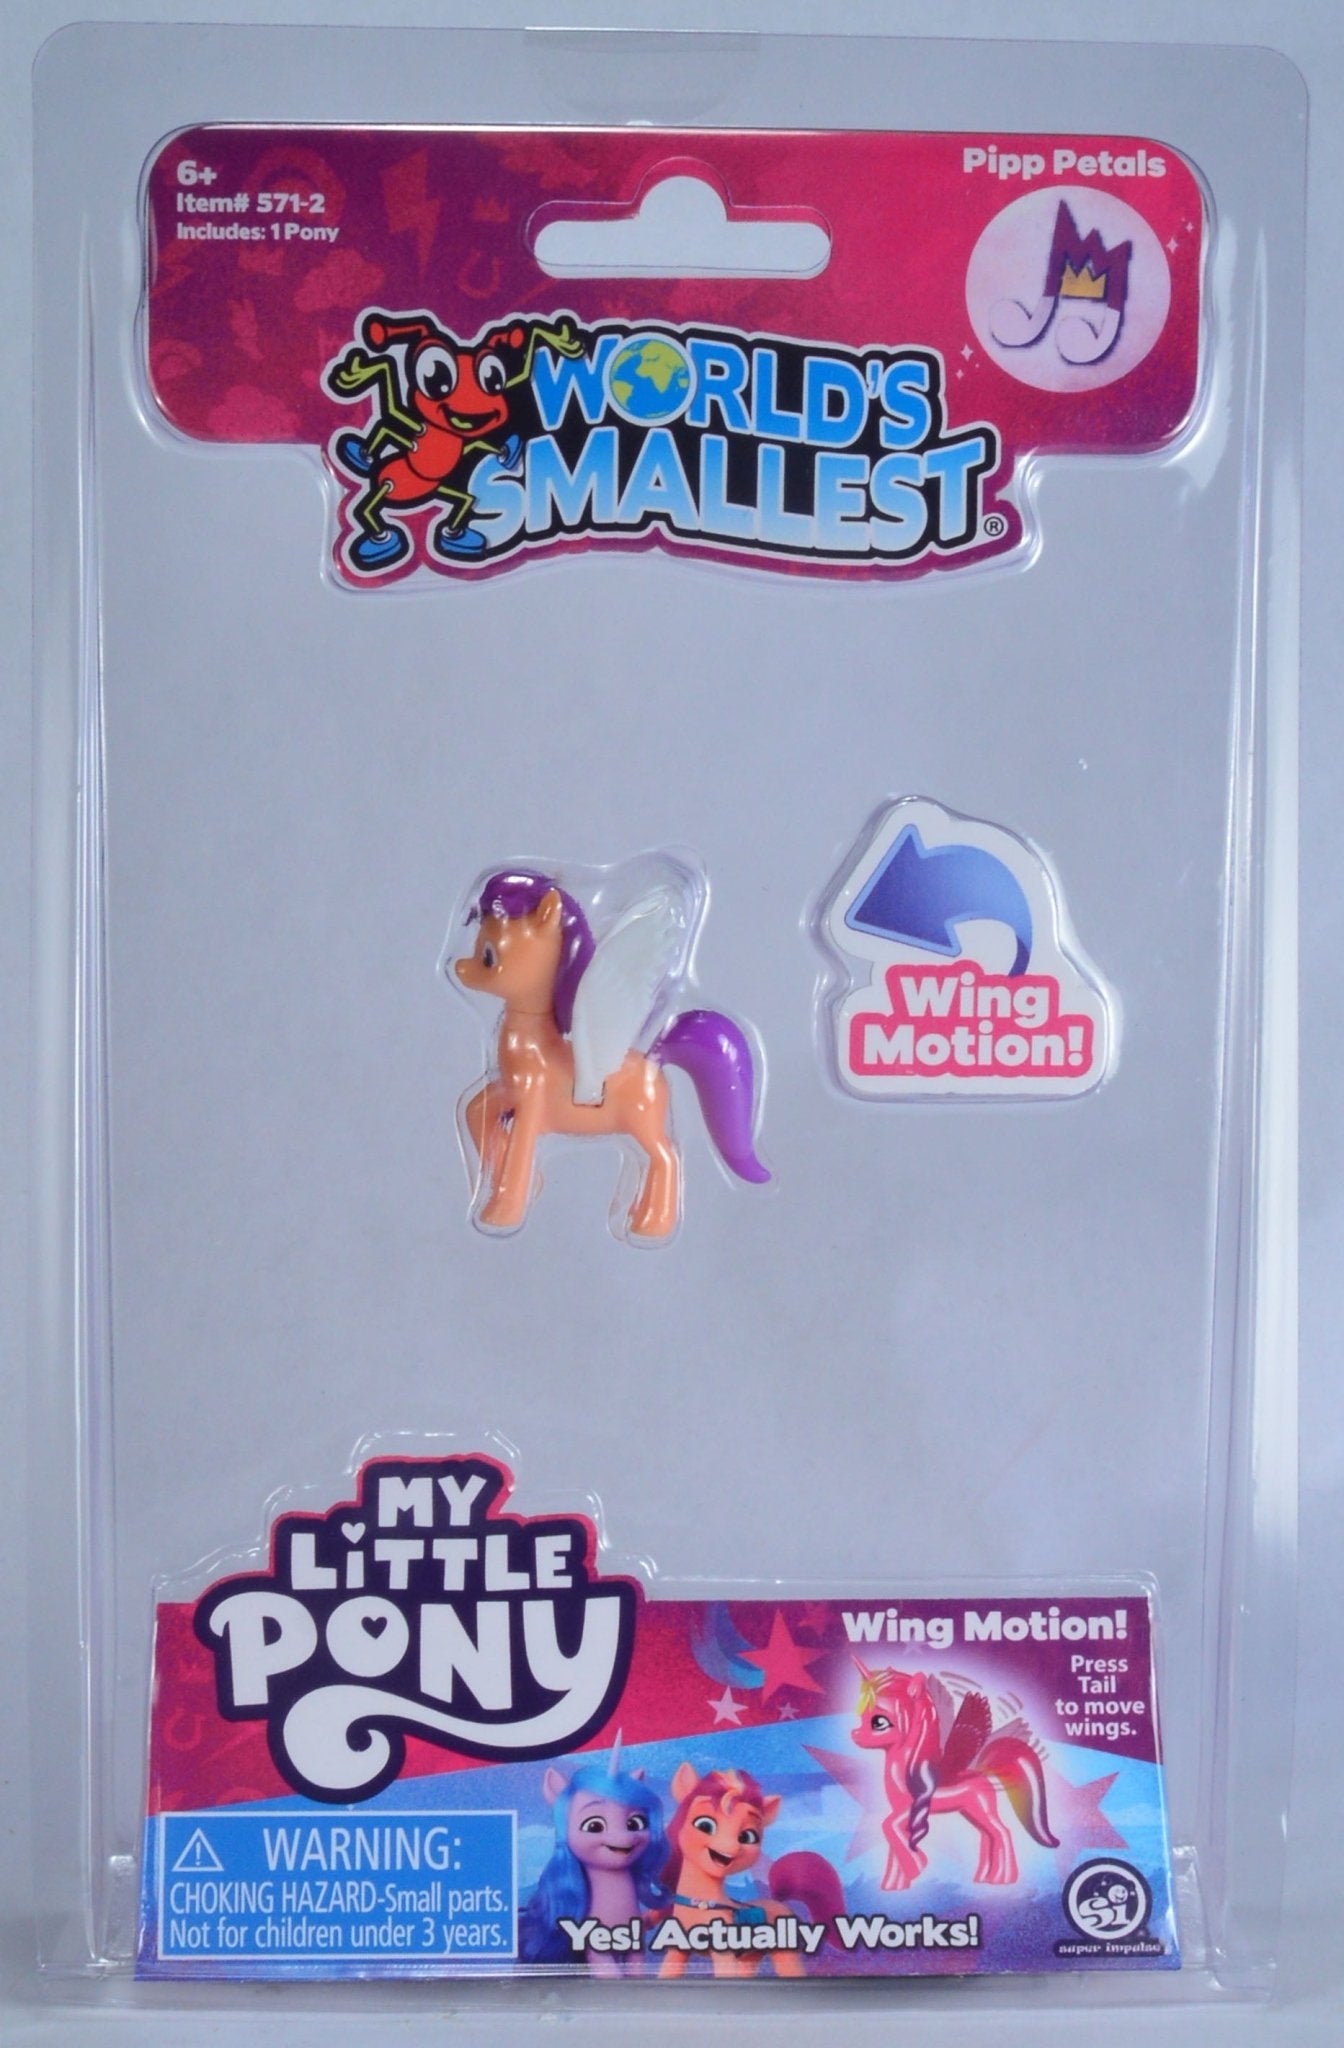 6+
Item# 571-2
Includes: 1 Pony
Pipp Petals
WORLD'S
SMALLEST®
Wing
Motion!
MY
LiTTLE
PONY
Wing Motion!
Press
Tail
to move
wings.
WARNING:
CHOKING HAZARD-Small parts.
Not for children under 3 years.
Yes! Actually Works!
Si
super impulse